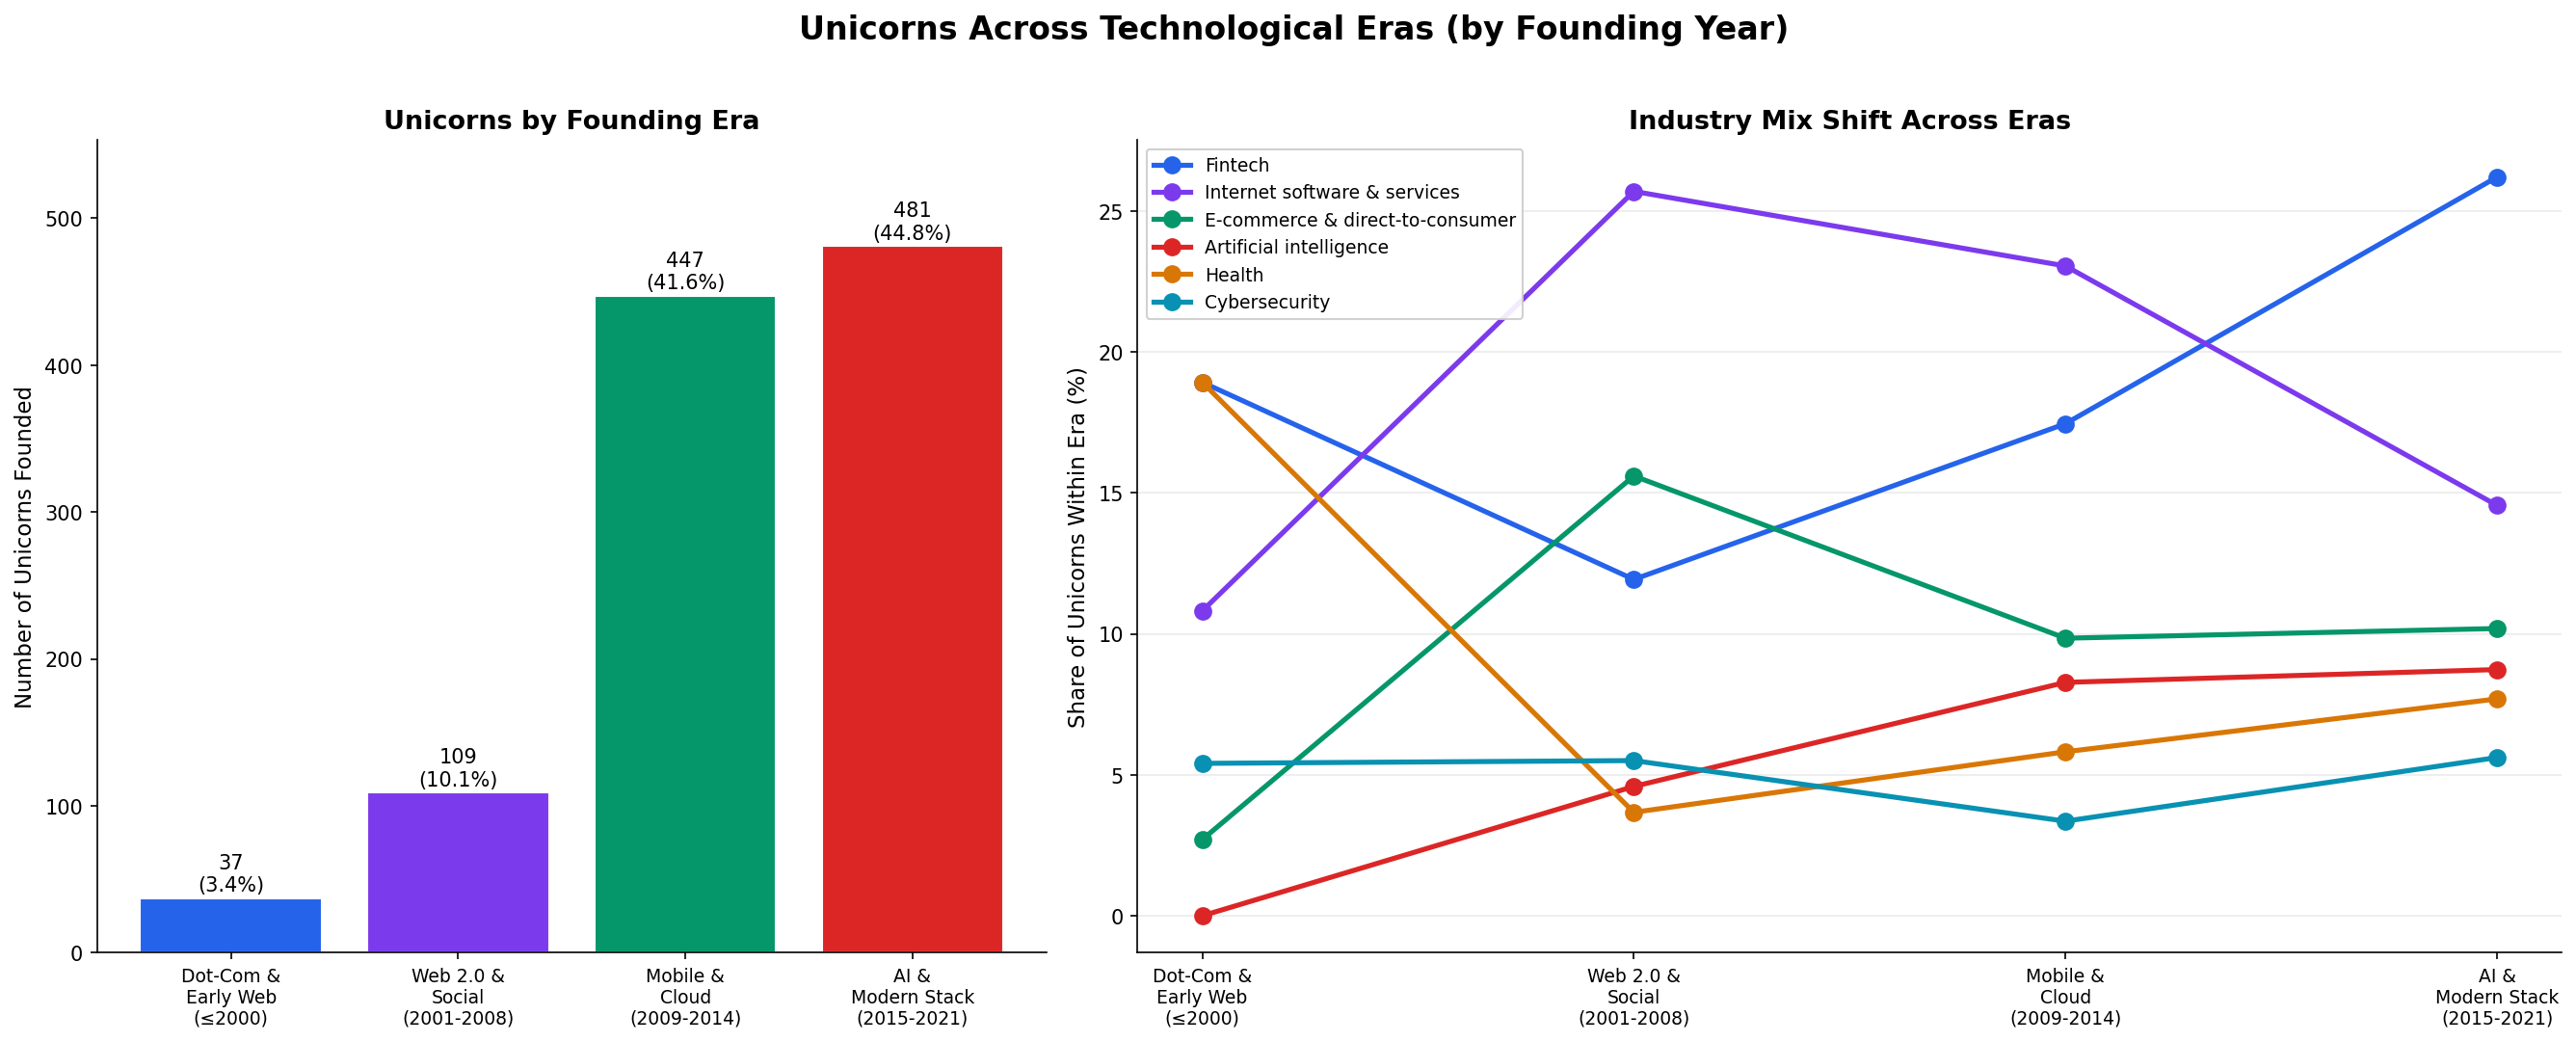 Unicorns Across Technological Eras (by Founding Year)
Unicorns by Founding Era
Number of Unicorns Founded
500
400
300
200
100
0
37
(3.4%)
109
(10.1%)
447
(41.6%)
481
(44.8%)
Dot-Com &
Early Web
(≤2000)
Web 2.0 &
Social
(2001-2008)
Mobile &
Cloud
(2009-2014)
AI &
Modern Stack
(2015-2021)
Industry Mix Shift Across Eras
Share of Unicorns Within Era (%)
25
20
15
10
5
0
Fintech
Internet software & services
E-commerce & direct-to-consumer
Artificial intelligence
Health
Cybersecurity
Dot-Com &
Early Web
(≤2000)
Web 2.0 &
Social
(2001-2008)
Mobile &
Cloud
(2009-2014)
AI &
Modern Stack
(2015-2021)